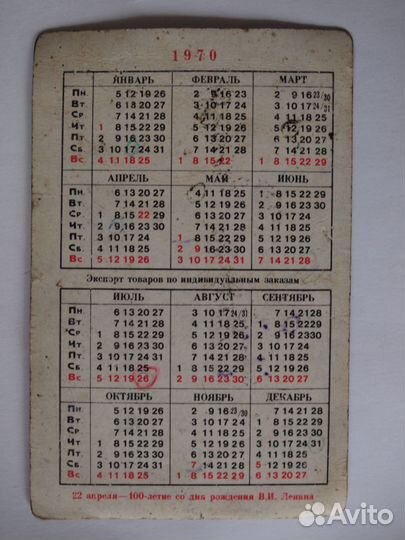 1970
ЯНВАРЬ ФЕВРАЛЬ МАРТ
Пн. 5 12 19 26 2 9 16 23 2 9 16 23/30
Вт. 6 13 20 27 3 10 17 24 3 10 17 24/31
Ср. 7 14 21 28 4 11 18 25 4 11 18 25
Чт. 1 8 15 22 29 5 12 19 26 5 12 19 26
Пт. 2 9 16 23 30 6 13 20 27 6 13 20 27
Сб. 3 10 17 24 31 7 14 21 28 7 14 21 28
Вс 4 11 18 25 1 8 15 22 1 8 15 22 29
АПРЕЛЬ МАЙ ИЮНЬ
Пн. 6 13 20 27 4 11 18 25 1 8 15 22 29
Вт. 7 14 21 28 5 12 19 26 2 9 16 23 30
Ср. 1 8 15 22 29 6 13 20 27 3 10 17 24
Чт. 2 9 16 23 30 7 14 21 28 4 11 18 25
Пт. 3 10 17 24 1 8 15 22 29 5 12 19 26
Сб. 4 11 18 25 2 9 16 23 30 6 13 20 27
Вс 5 12 19 26 3 10 17 24 31 7 14 21 28
Экспорт товаров по индивидуальным заказам
ИЮЛЬ АВГУСТ СЕНТЯБРЬ
Пн. 6 13 20 27 3 10 17 24/31 7 14 21 28
Вт. 7 14 21 28 4 11 18 25 1 8 15 22 29
Ср. 1 8 15 22 29 5 12 19 26 2 9 16 23 30
Чт. 2 9 16 23 30 6 13 20 27 3 10 17 24
Пт. 3 10 17 24 31 7 14 21 28 4 11 18 25
Сб. 4 11 18 25 1 8 15 22 29 5 12 19 26
Вс 5 12 19 26 2 9 16 23 30 6 13 20 27
ОКТЯБРЬ НОЯБРЬ ДЕКАБРЬ
Пн. 5 12 19 26 2 9 16 23/30 7 14 21 28
Вт. 6 13 20 27 3 10 17 24 1 8 15 22 29
Ср. 7 14 21 28 4 11 18 25 2 9 16 23 30
Чт 1 8 15 22 29 5 12 19 26 3 10 17 24 31
Пт 2 9 16 23 30 6 13 20 27 4 11 18 25
Сб. 3 10 17 24 31 7 14 21 28 5 12 19 26
Вс 4 11 18 25 1 8 15 22 29 6 13 20 27
22 апреля—100-летие со дня рождения В.И. Ленина
Avito